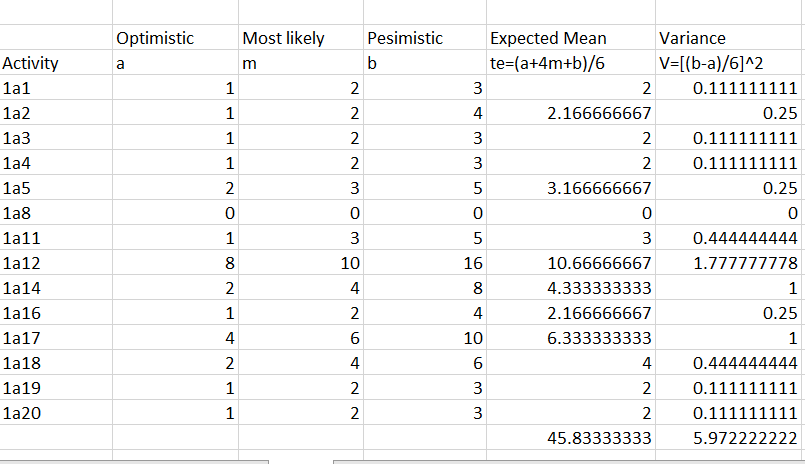 Optimistic Most likely Pesimistic Expected Mean Variance
Activity a m b te=(a+4m+b)/6 V=[(b-a)/6]^2
1a1 1 2 3 2 0.111111111
1a2 1 2 4 2.166666667 0.25
1a3 1 2 3 2 0.111111111
1a4 1 2 3 2 0.111111111
1a5 2 3 5 3.166666667 0.25
1a8 0 0 0 0 0
1a11 1 3 5 3 0.444444444
1a12 8 10 16 10.66666667 1.777777778
1a14 2 4 8 4.333333333 1
1a16 1 2 4 2.166666667 0.25
1a17 4 6 10 6.333333333 1
1a18 2 4 6 4 0.444444444
1a19 1 2 3 2 0.111111111
1a20 1 2 3 2 0.111111111
45.83333333 5.972222222